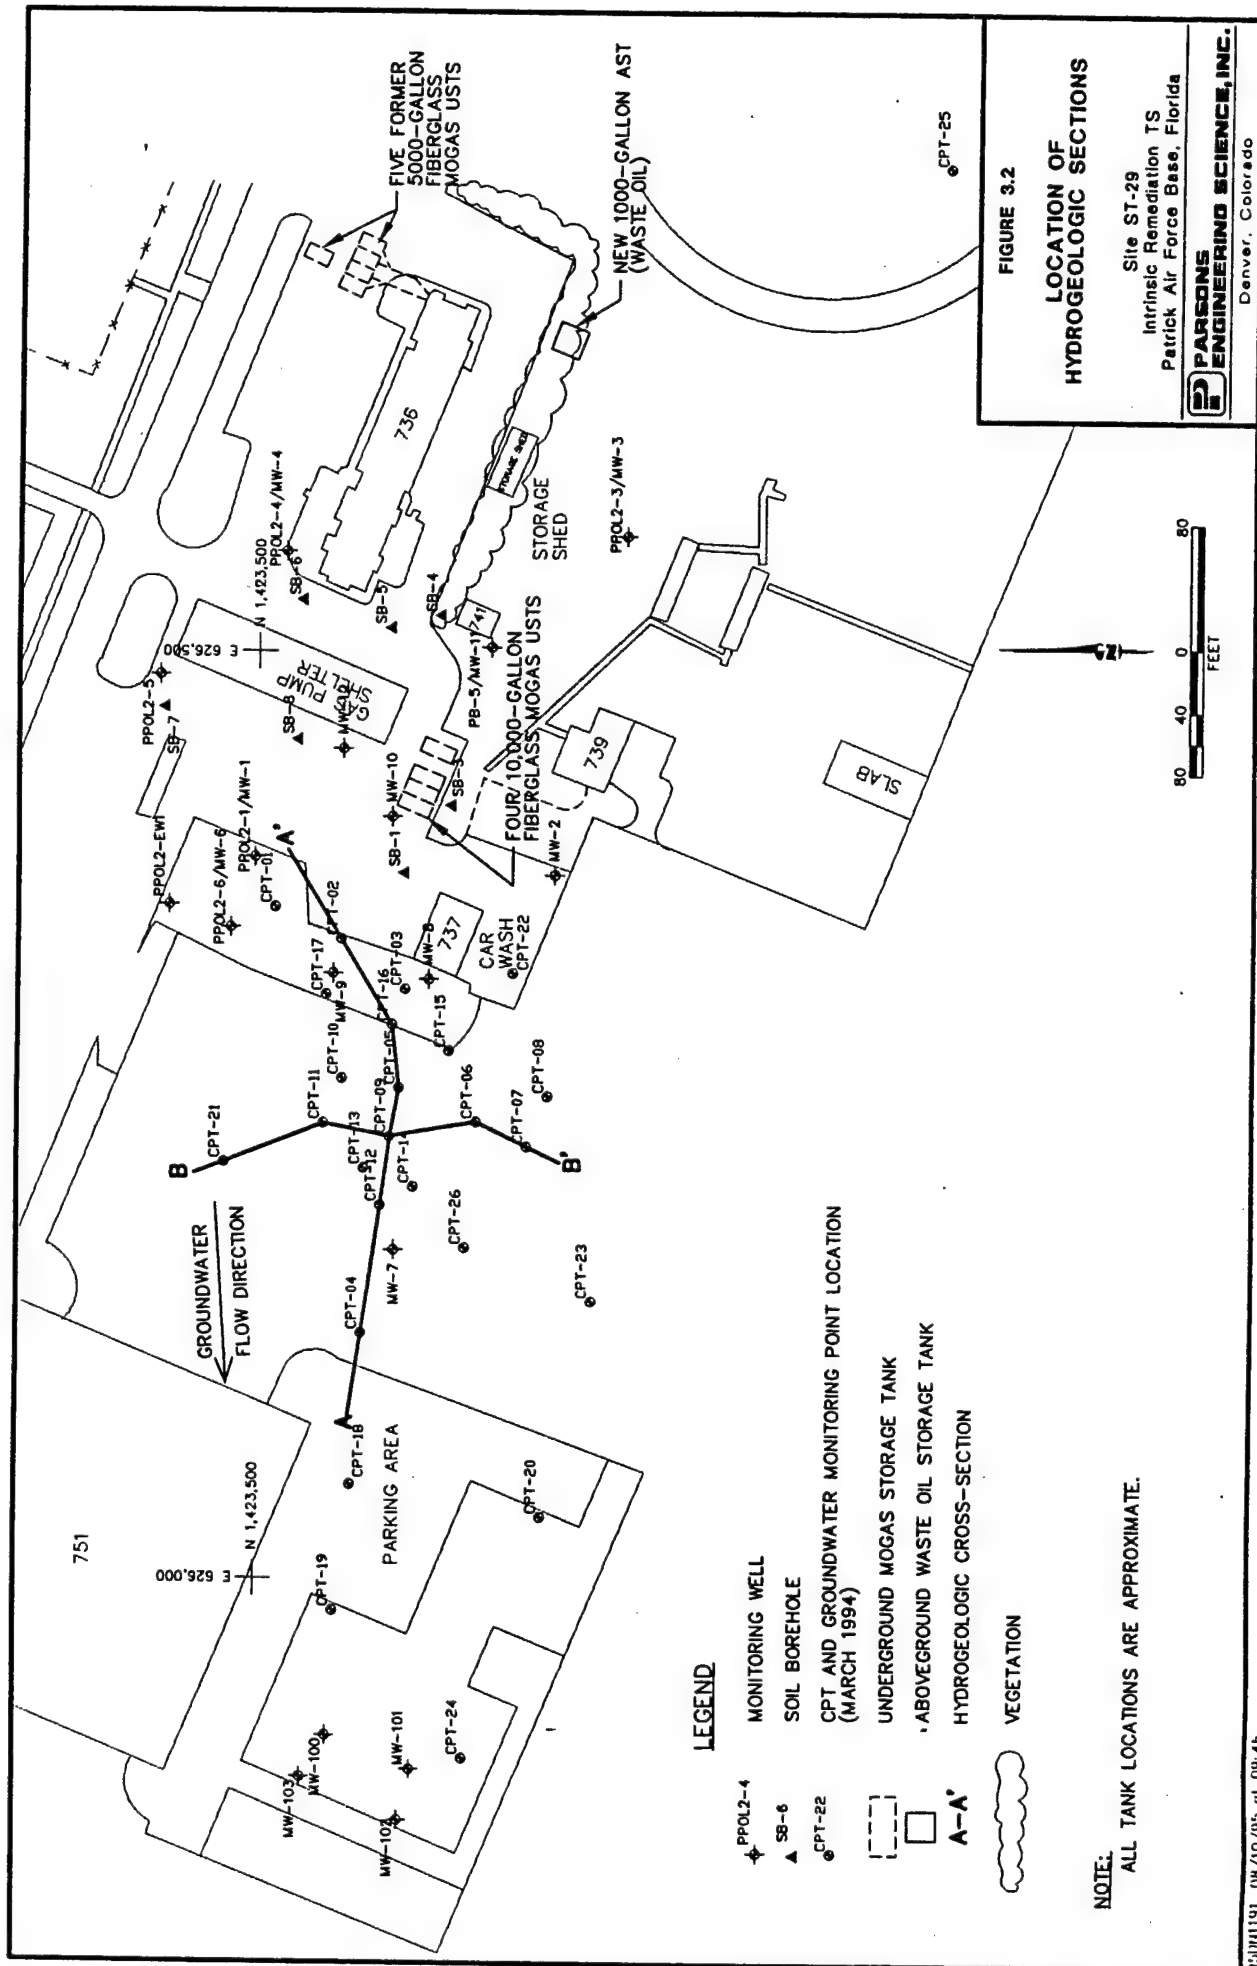 FIVE FORMER
5000-GALLON
FIBERGLASS
MOGAS USTS
NEW 1000-GALLON AST
(WASTE OIL)
CPT-25
736
STORAGE SHED
STORAGE
SHED
PPOL2-3/MW-3
PPOL2-4/MW-4
SB-6
SB-5
SB-4
741
PB-5/MW-11
N 1,423,500
E 626,500
GAS PUMP
SHELTER
PPOL2-5
SB-7
SB-8
MW-10
SB-3
SB-1
FOUR 10,000-GALLON
FIBERGLASS MOGAS USTS
739
SLAB
MW-2
PPOL2-EW1
PPOL2-6/MW-6
PPOL2-1/MW-1
CPT-01
A'
CPT-02
CPT-17
MW-9
CPT-03
MW-8
737
CAR
WASH
CPT-22
CPT-16
CPT-15
CPT-10
CPT-05
CPT-11
CPT-09
CPT-06
CPT-08
CPT-07
CPT-21
CPT-13
CPT-12
CPT-14
B
B'
GROUNDWATER
FLOW DIRECTION
CPT-26
CPT-23
MW-7
CPT-04
A
CPT-18
PARKING AREA
CPT-20
CPT-19
751
N 1,423,500
E 626,000
MW-103
MW-100
MW-101
MW-102
CPT-24
LEGEND
PPOL2-4 MONITORING WELL
SB-6 SOIL BOREHOLE
CPT-22 CPT AND GROUNDWATER MONITORING POINT LOCATION
(MARCH 1994)
UNDERGROUND MOGAS STORAGE TANK
ABOVEGROUND WASTE OIL STORAGE TANK
A-A' HYDROGEOLOGIC CROSS-SECTION
VEGETATION
NOTE:
ALL TANK LOCATIONS ARE APPROXIMATE.
80 40 0 80
FEET
FIGURE 3.2
LOCATION OF
HYDROGEOLOGIC SECTIONS
Site ST-29
Intrinsic Remediation TS
Patrick Air Force Base, Florida
PARSONS
ENGINEERING SCIENCE, INC.
Denver, Colorado